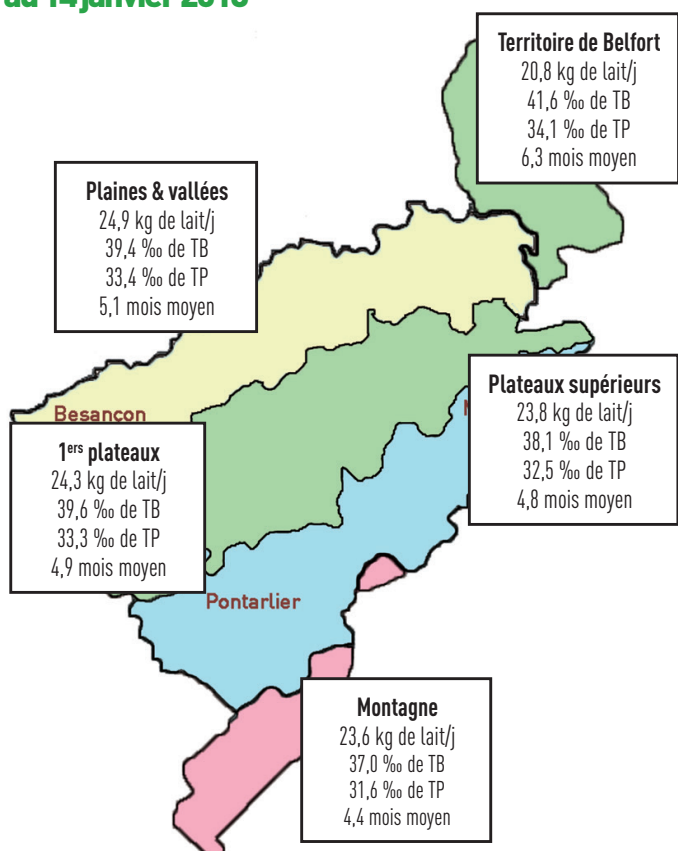 au 14 janvier 2018
Territoire de Belfort
20,8 kg de lait/j
41,6 ‰ de TB
34,1 ‰ de TP
6,3 mois moyen
Plaines & vallées
24,9 kg de lait/j
39,4 ‰ de TB
33,4 ‰ de TP
5,1 mois moyen
Plateaux supérieurs
23,8 kg de lait/j
38,1 ‰ de TB
32,5 ‰ de TP
4,8 mois moyen
Besançon
1ers plateaux
24,3 kg de lait/j
39,6 ‰ de TB
33,3 ‰ de TP
4,9 mois moyen
Pontarlier
Montagne
23,6 kg de lait/j
37,0 ‰ de TB
31,6 ‰ de TP
4,4 mois moyen